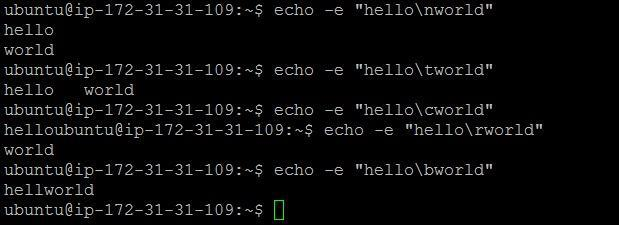 ubuntu@ip-172-31-31-109:~$ echo -e "hello\nworld"
hello
world
ubuntu@ip-172-31-31-109:~$ echo -e "hello\tworld"
hello   world
ubuntu@ip-172-31-31-109:~$ echo -e "hello\cworld"
helloubuntu@ip-172-31-31-109:~$ echo -e "hello\rworld"
world
ubuntu@ip-172-31-31-109:~$ echo -e "hello\bworld"
hellworld
ubuntu@ip-172-31-31-109:~$